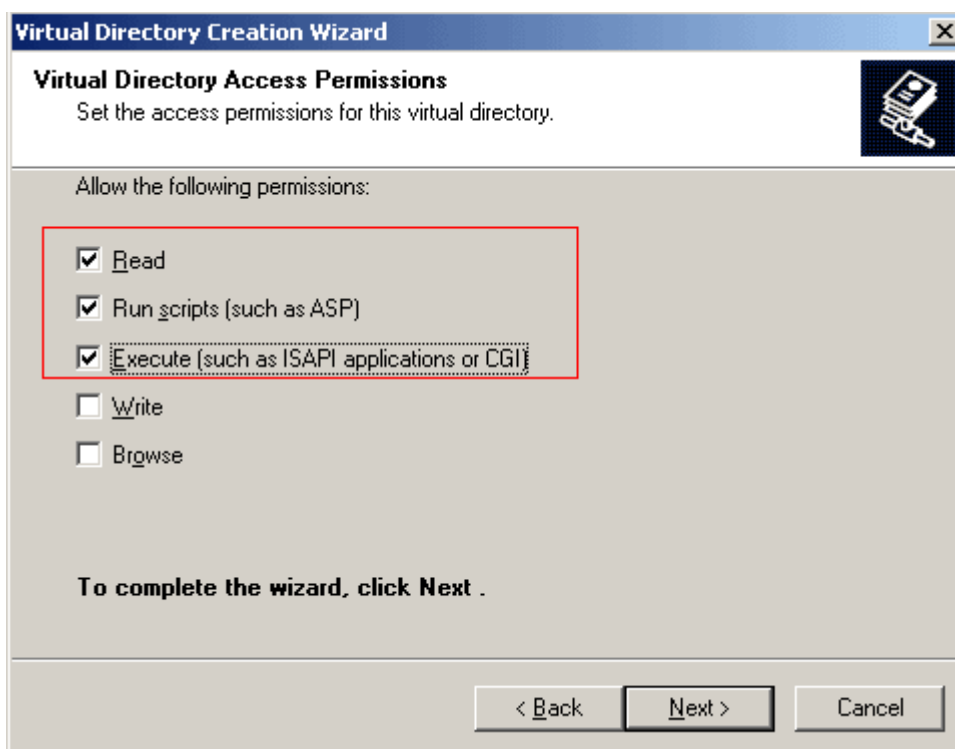 Virtual Directory Creation Wizard
Virtual Directory Access Permissions
Set the access permissions for this virtual directory.
Allow the following permissions:
Read
Run scripts (such as ASP)
Execute (such as ISAPI applications or CGI)
Write
Browse
To complete the wizard, click Next .
< Back Next > Cancel